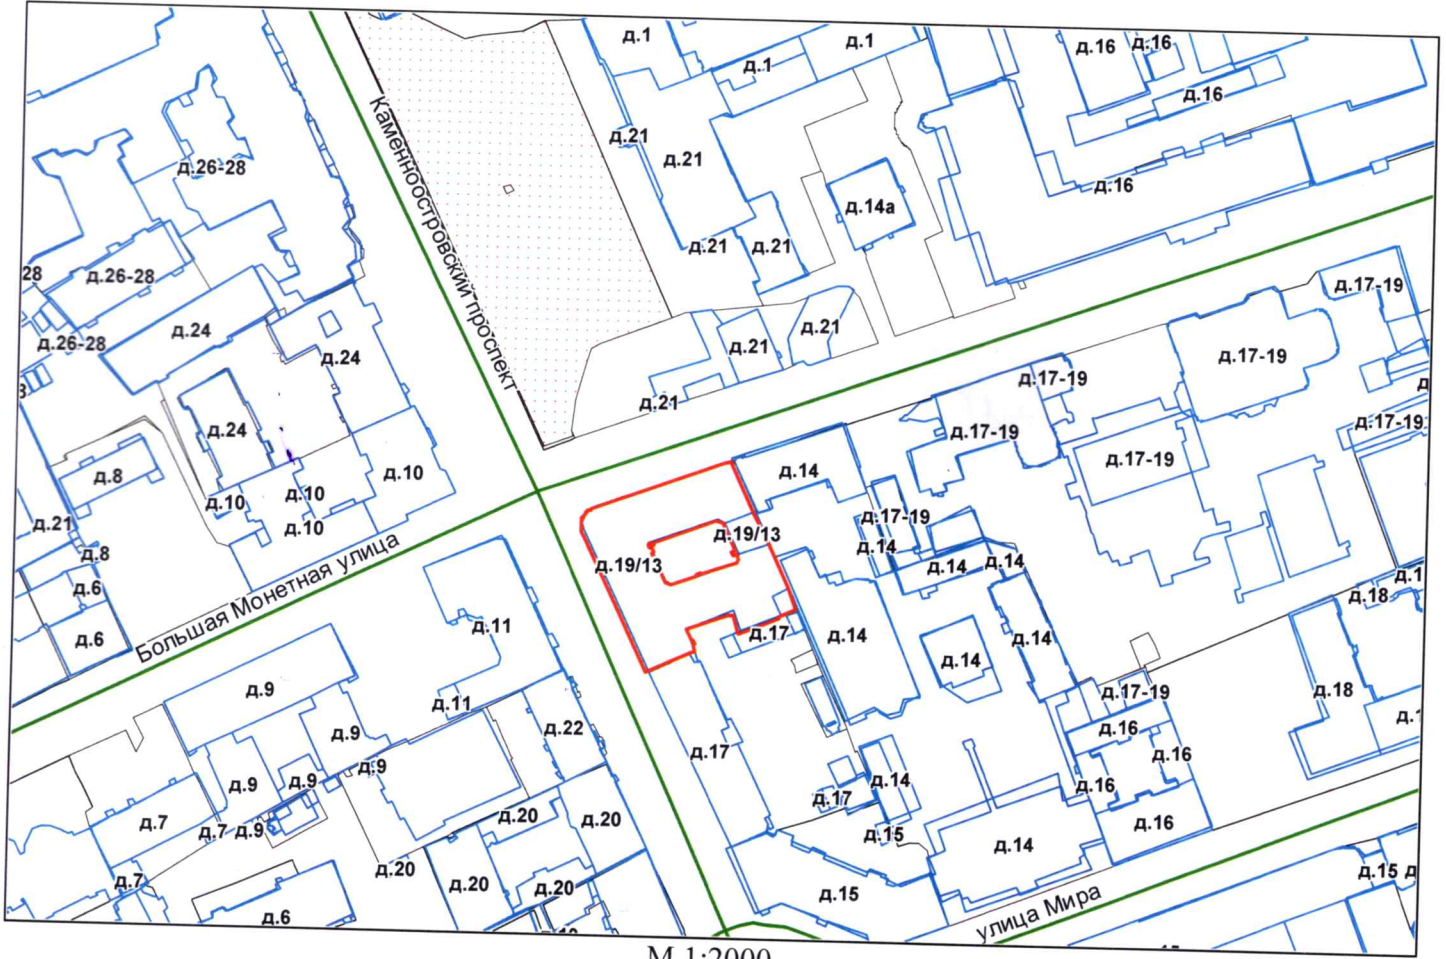 д.1
д.1
д.1
д.16
д.16
д.16
д.21
д.21
д.26-28
д.16
д.14а
д.21
д.21
28
д.26-28
д.17-19
д.24
д.21
д.26-28
д.21
д.24
д.17-19
Каменноостровский проспект
д.17-19
д.21
д.24
д.17-19
д.17-19
д.17-19
д.8
д.10
д.14
д.10
д.10
д.21
д.10
д.17-19
д.19/13
д.8
д.14
д.19/13
д.14
д.14
д.6
д.18
Большая Монетная улица
д.6
д.11
д.17
д.14
д.14
д.14
д.9
д.17-19
д.18
д.11
д.22
д.16
д.9
д.17
д.16
д.9
д.9
д.9
д.14
д.16
д.17
д.7
д.7
д.9
д.20
д.20
д.15
д.16
д.14
д.20
д.7
д.20
д.20
д.15
д.15
д.6
улица Мира
М 1:2000